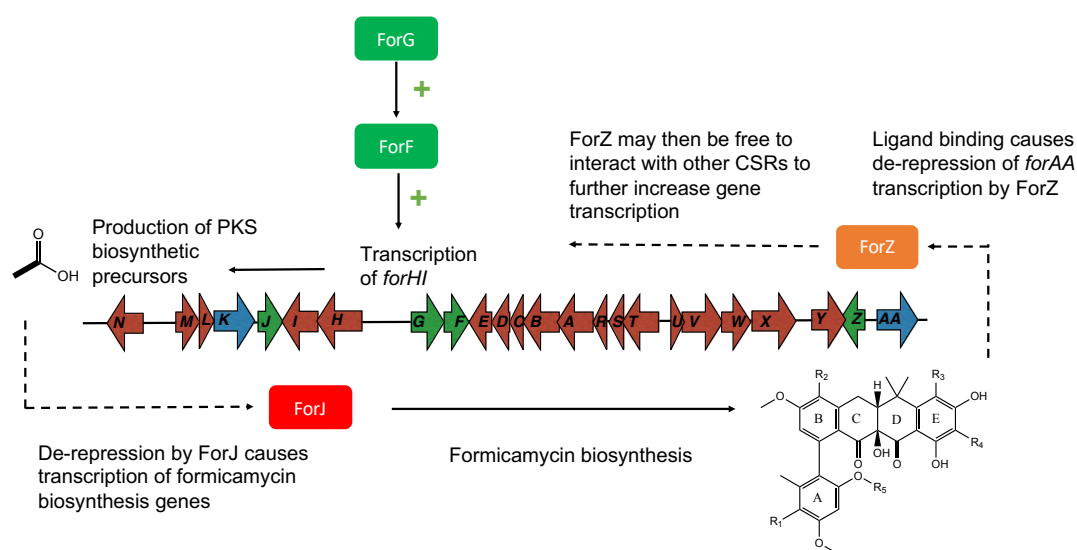 ForG
+
ForF
+
ForZ may then be free to
interact with other CSRs to
further increase gene
transcription
Ligand binding causes
de-repression of forAA
transcription by ForZ
Production of PKS
biosynthetic
precursors
Transcription
of forHI
ForZ
O
OH
N M L K J I H G F E D C B A R S T U V W X Y Z AA
ForJ
De-repression by ForJ causes
transcription of formicamycin
biosynthesis genes
Formicamycin biosynthesis
R2 H R3
O OH
B C D E
R4
O OH O OH
O
R5
A
R1
O